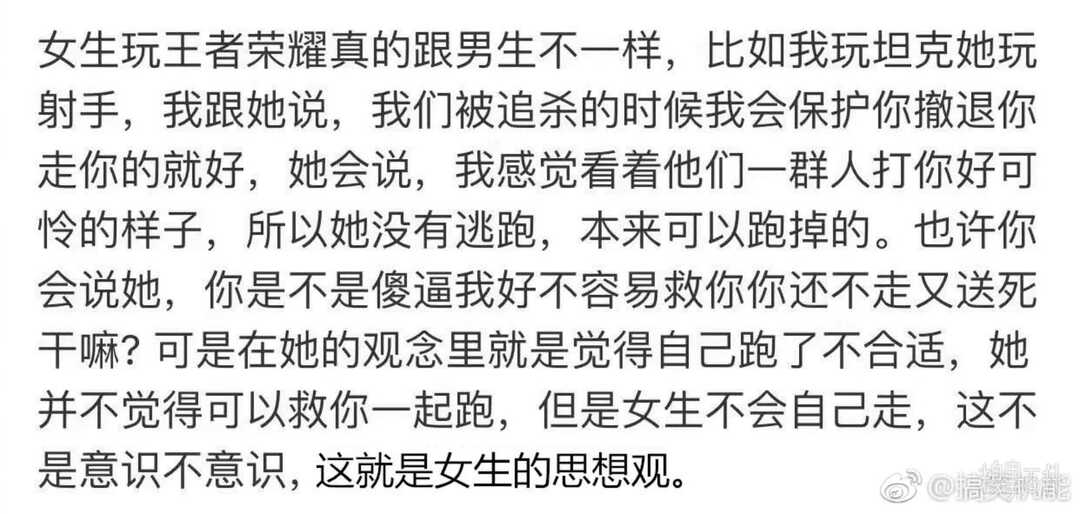 女生玩王者荣耀真的跟男生不一样，比如我玩坦克她玩
射手，我跟她说，我们被追杀的时候我会保护你撤退你
走你的就好，她会说，我感觉看着他们一群人打你好可
怜的样子，所以她没有逃跑，本来可以跑掉的。也许你
会说她，你是不是傻逼我好不容易救你你还不走又送死
干嘛？可是在她的观念里就是觉得自己跑了不合适，她
并不觉得可以救你一起跑，但是女生不会自己走，这不
是意识不意识，这就是女生的思想观。